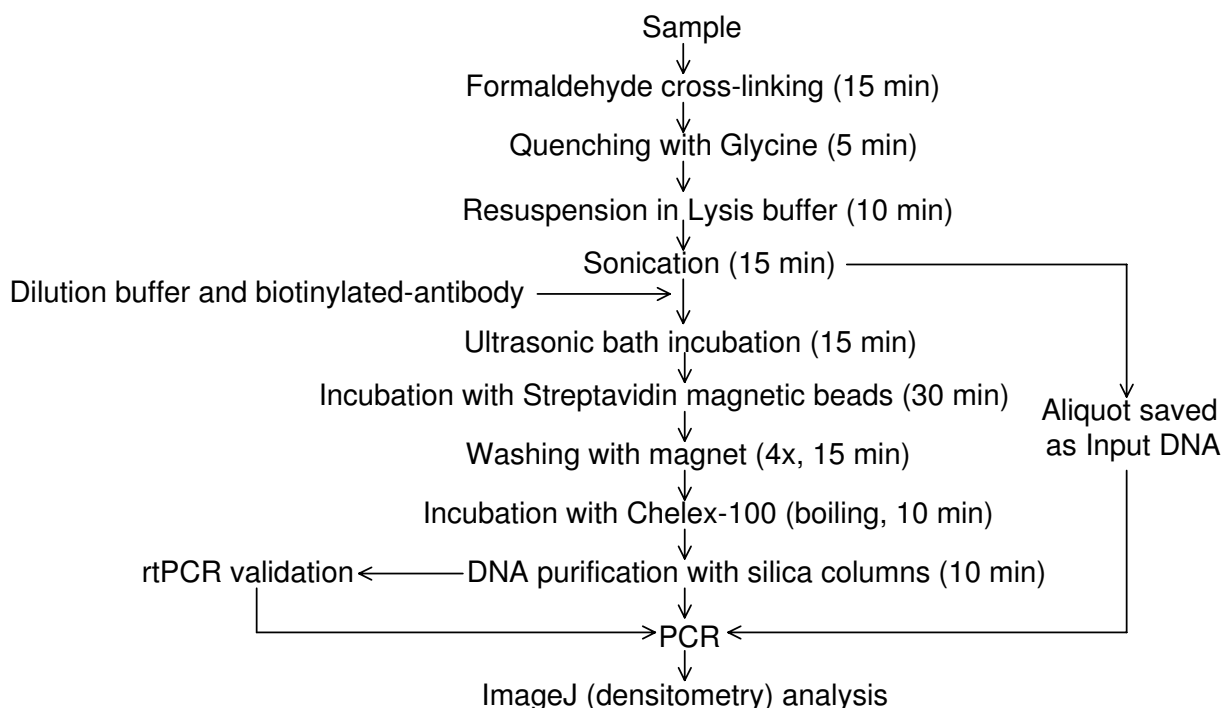 Sample
Formaldehyde cross-linking (15 min)
Quenching with Glycine (5 min)
Resuspension in Lysis buffer (10 min)
Sonication (15 min)
Dilution buffer and biotinylated-antibody
Ultrasonic bath incubation (15 min)
Incubation with Streptavidin magnetic beads (30 min)
Aliquot saved
as Input DNA
Washing with magnet (4x, 15 min)
Incubation with Chelex-100 (boiling, 10 min)
rtPCR validation
DNA purification with silica columns (10 min)
PCR
ImageJ (densitometry) analysis